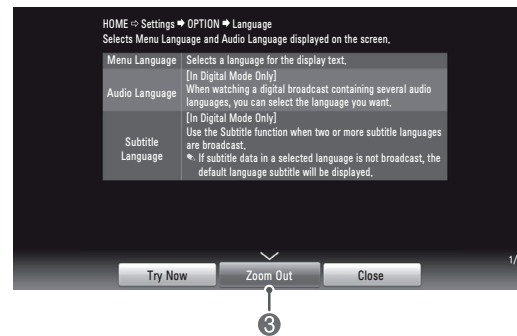 HOME ⇨ Settings ➡ OPTION ➡ Language
Selects Menu Language and Audio Language displayed on the screen.
Menu Language Selects a language for the display text.
Audio Language [In Digital Mode Only]
When watching a digital broadcast containing several audio
languages, you can select the language you want.
Subtitle Language [In Digital Mode Only]
Use the Subtitle function when two or more subtitle languages
are broadcast.
If subtitle data in a selected language is not broadcast, the
default language subtitle will be displayed.
1/
Try Now Zoom Out Close
3